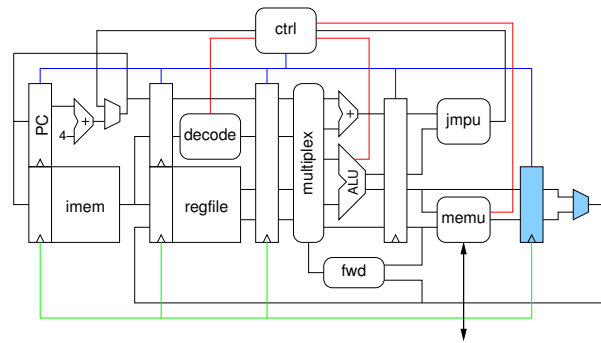 ctrl
PC
4
+
decode
multiplex
+
jmpu
imem
regfile
ALU
memu
fwd